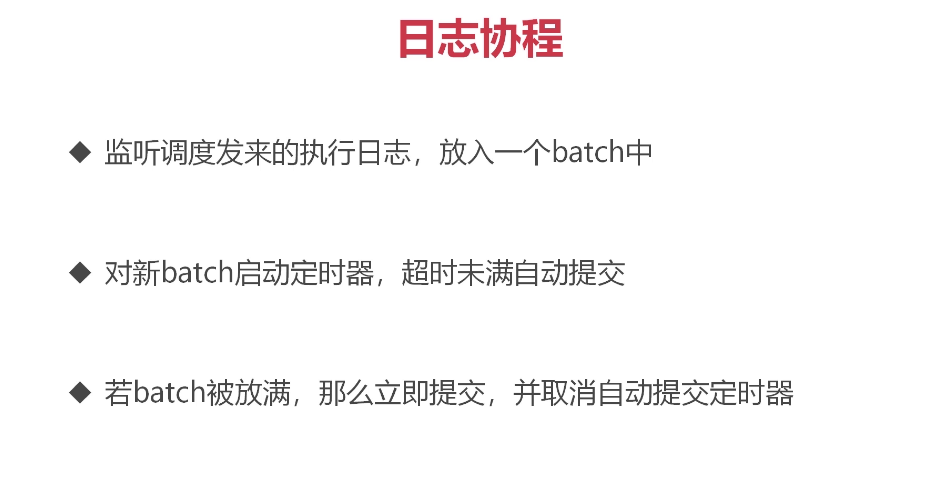 日志协程
◆ 监听调度发来的执行日志，放入一个batch中
◆ 对新batch启动定时器，超时未满自动提交
◆ 若batch被放满，那么立即提交，并取消自动提交定时器